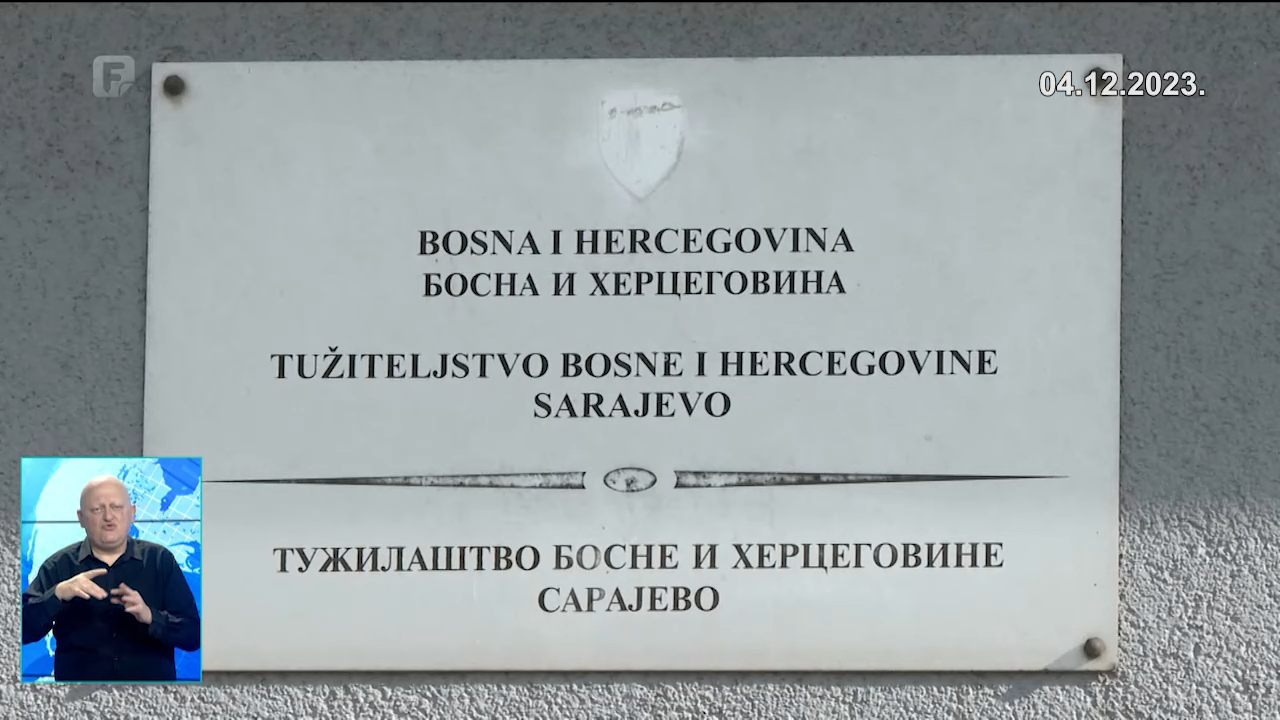 F
04.12.2023.
BOSNA I HERCEGOVINA
БОСНА И ХЕРЦЕГОВИНА
TUŽITELJSTVO BOSNE I HERCEGOVINE
SARAJEVO
ТУЖИЛАШТВО БОСНЕ И ХЕРЦЕГОВИНЕ
САРАЈЕВО